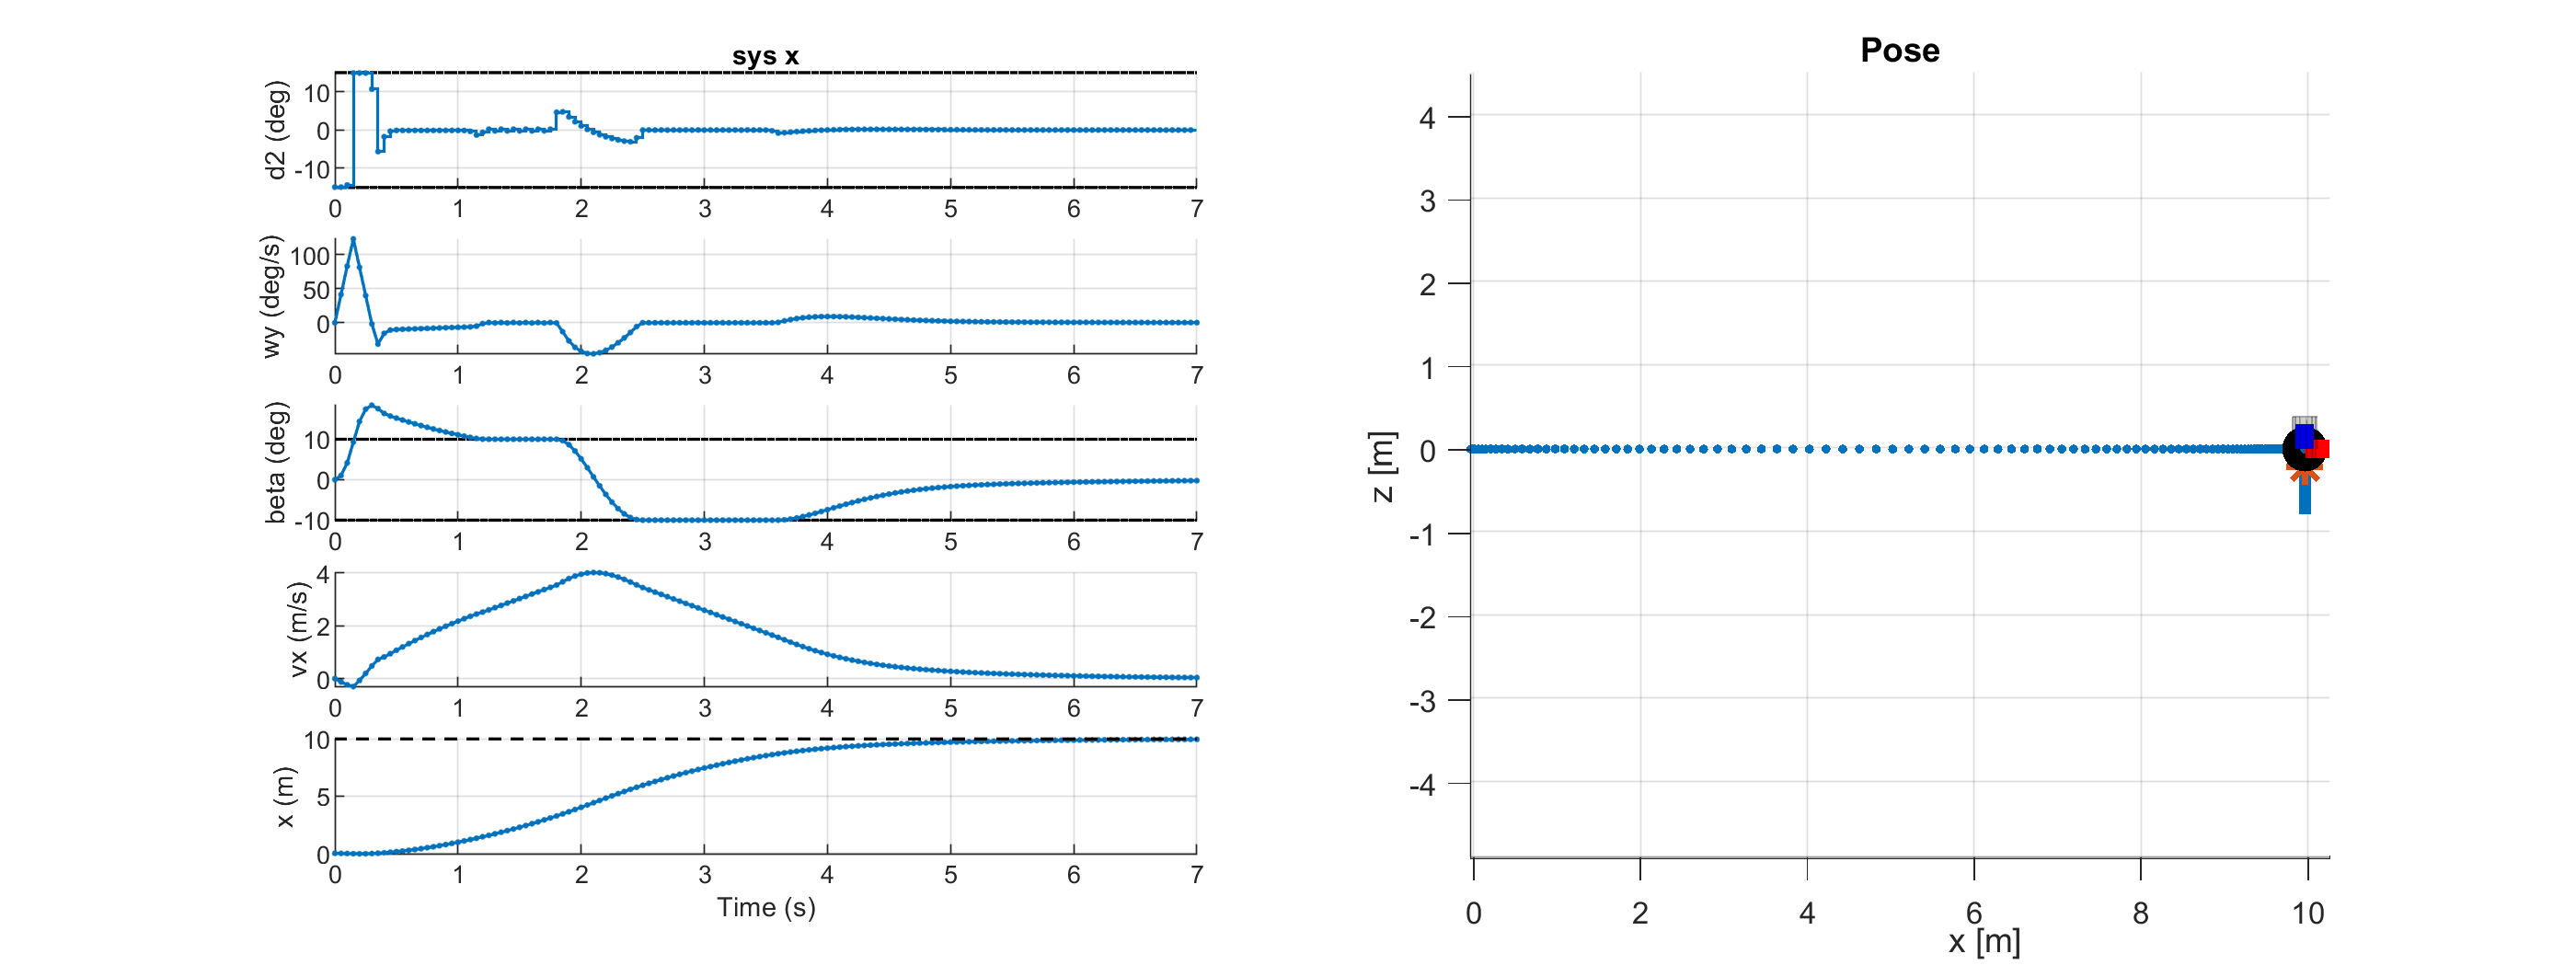 sys x
d2 (deg)
10
0
-10
0 1 2 3 4 5 6 7
wy (deg/s)
100
50
0
0 1 2 3 4 5 6 7
beta (deg)
10
0
-10
0 1 2 3 4 5 6 7
vx (m/s)
4
2
0
0 1 2 3 4 5 6 7
x (m)
10
5
0
0 1 2 3 4 5 6 7
Time (s)
Pose
z [m]
4
3
2
1
0
-1
-2
-3
-4
0 2 4 6 8 10
x [m]